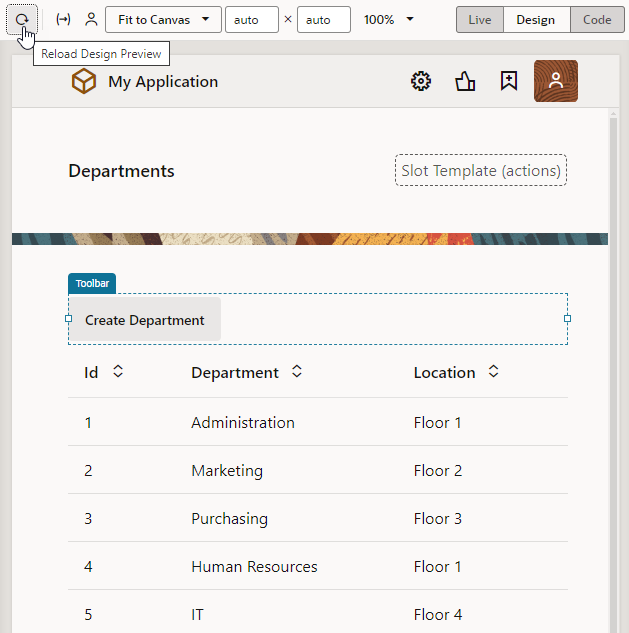 Fit to Canvas auto × auto 100% Live Design Code
Reload Design Preview
My Application
Departments Slot Template (actions)
Toolbar
Create Department
Id Department Location
1 Administration Floor 1
2 Marketing Floor 2
3 Purchasing Floor 3
4 Human Resources Floor 1
5 IT Floor 4